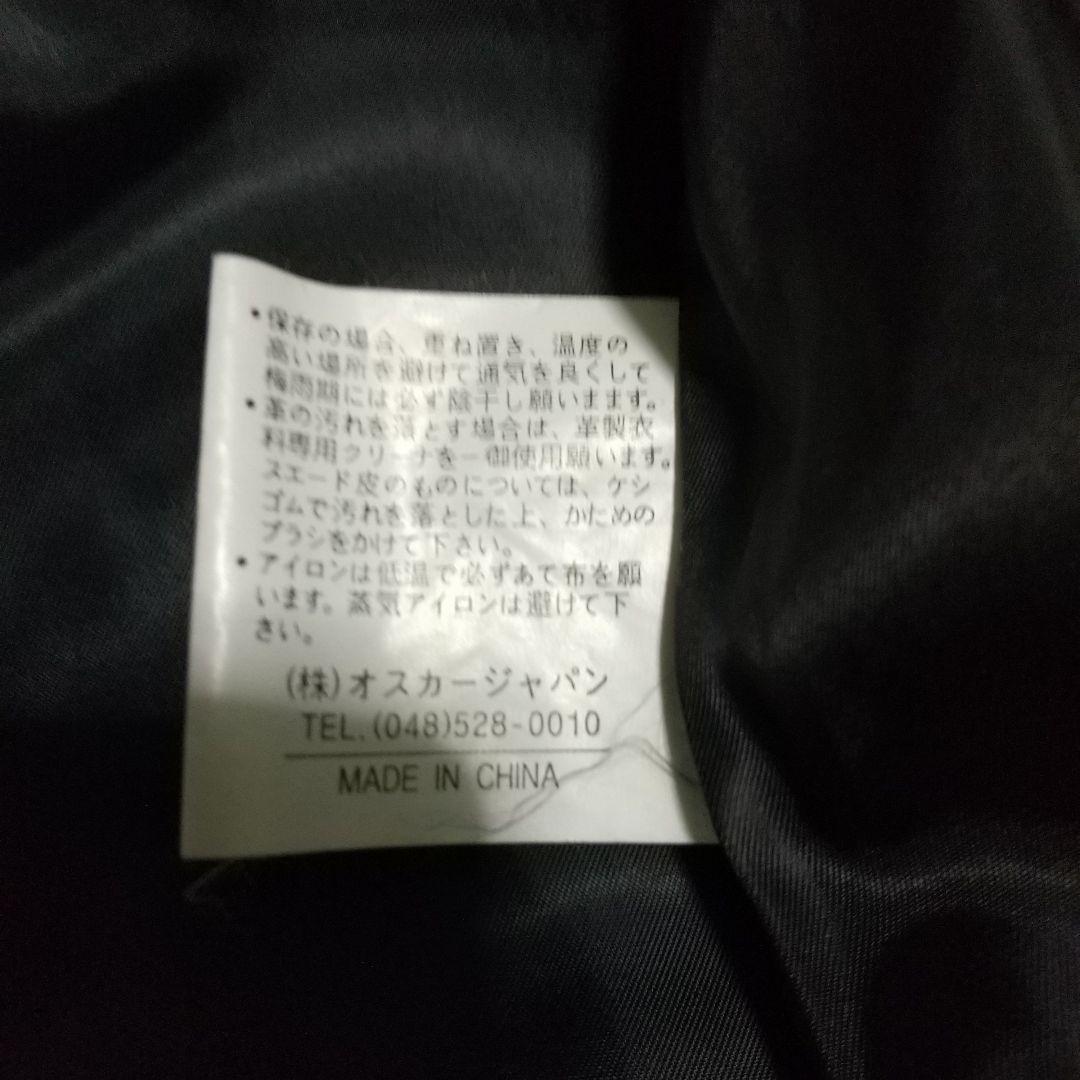 •保存の場合、重ね置き、温度の
高い場所を避けて通気を良くして
梅雨期には必ず陰干し願いまます。
•革の汚れを落とす場合は、革製衣
料専用クリーナを一御使用願います。
スエード皮のものについては、ケシ
ゴムで汚れを落とした上、かための
ブラシをかけて下さい。
•アイロンは低温で必ずあて布を願
います。蒸気アイロンは避けて下
さい。
(株)オスカージャパン
TEL.(048)528-0010
MADE IN CHINA